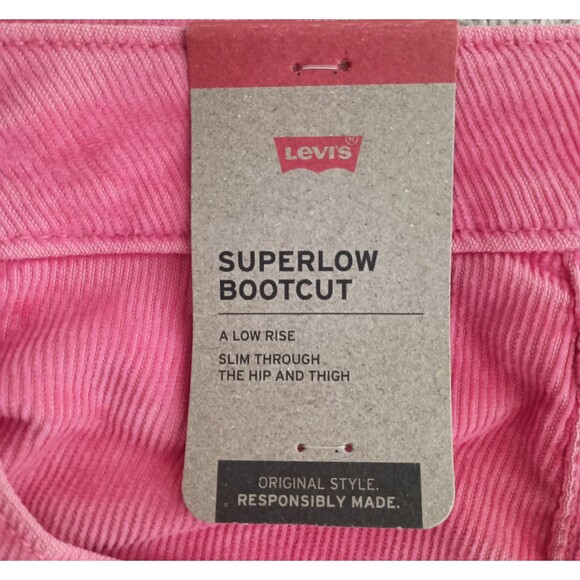 Levi's®
SUPERLOW
BOOTCUT
A LOW RISE
SLIM THROUGH
THE HIP AND THIGH
ORIGINAL STYLE.
RESPONSIBLY MADE.